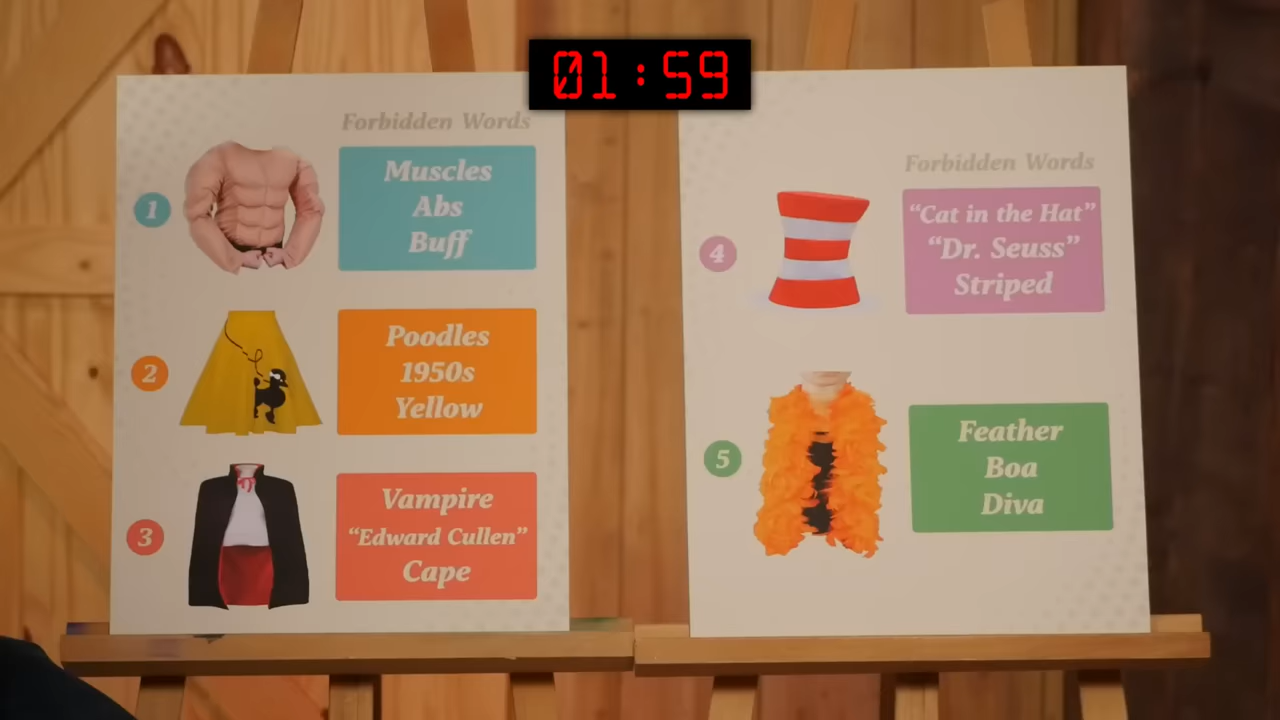 01:59
Forbidden Words
1
Muscles
Abs
Buff
2
Poodles
1950s
Yellow
3
Vampire
“Edward Cullen”
Cape
Forbidden Words
4
“Cat in the Hat”
“Dr. Seuss”
Striped
5
Feather
Boa
Diva